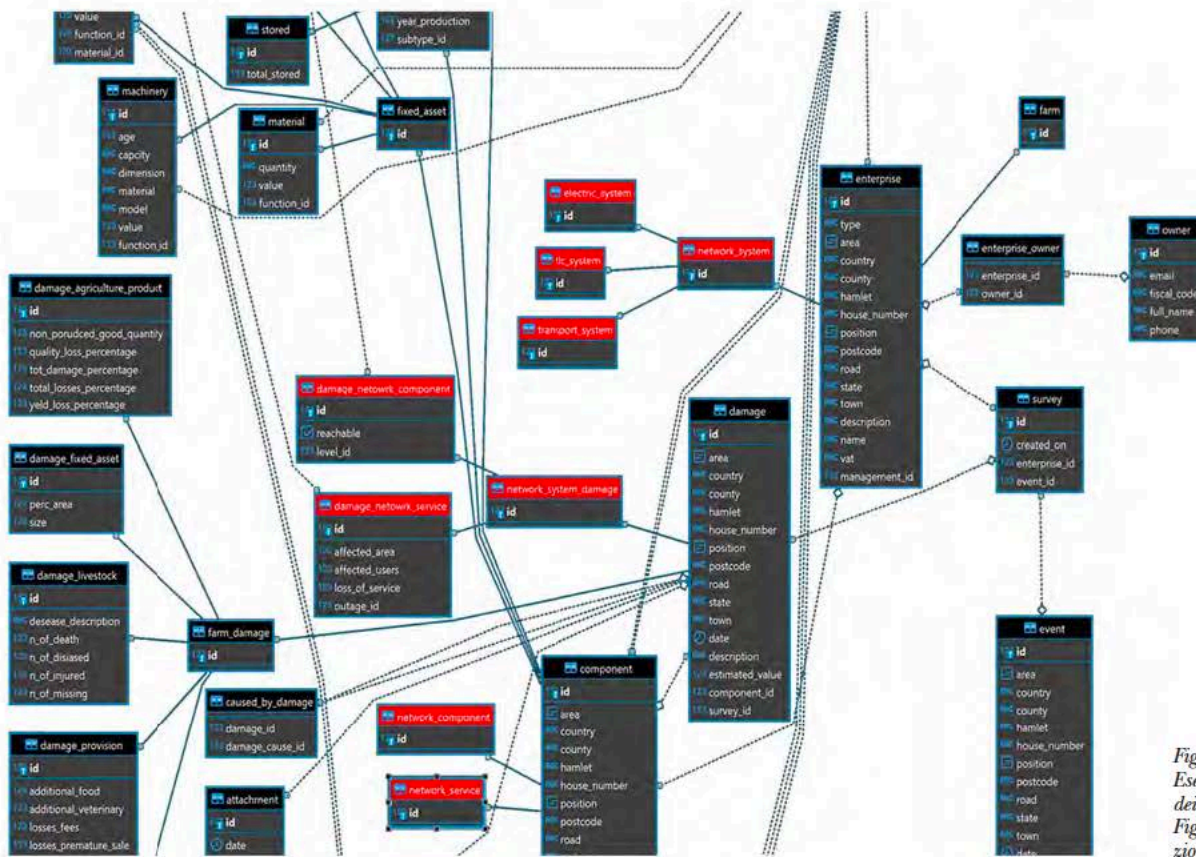 value
function_id
material_id
stored
id
total_stored
year_production
subtype_id
machinery
id
age
capcity
dimension
material
model
value
function_id
material
id
quantity
value
function_id
fixed_asset
id
farm
id
enterprise
id
type
area
country
county
hamlet
house_number
position
postcode
road
state
town
description
name
vat
management_id
electric_system
id
tlc_system
id
transport_system
id
network_system
id
enterprise_owner
enterprise_id
owner_id
owner
id
email
fiscal_code
full_name
phone
damage_agriculture_product
id
non_porudced_good_quantity
quality_loss_percentage
tot_damage_percentage
total_losses_percentage
yeld_loss_percentage
damage_netowrk_component
id
reachable
level_id
damage
id
area
country
county
hamlet
house_number
position
postcode
road
state
town
date
description
estimated_value
component_id
survey_id
survey
id
created_on
enterprise_id
event_id
damage_fixed_asset
id
perc_area
size
damage_netowrk_service
id
affected_area
affected_users
loss_of_service
outage_id
network_system_damage
id
damage_livestock
id
desease_description
n_of_death
n_of_disiased
n_of_injured
n_of_missing
farm_damage
id
caused_by_damage
damage_id
damage_cause_id
component
id
area
country
county
hamlet
house_number
position
postcode
road
network_component
id
network_service
id
event
id
area
country
county
hamlet
house_number
position
postcode
road
state
town
date
damage_provision
id
additional_food
additional_veterinary
losses_fees
losses_premature_sale
attachment
id
date
Fig
Ese
dei
Fig
zion